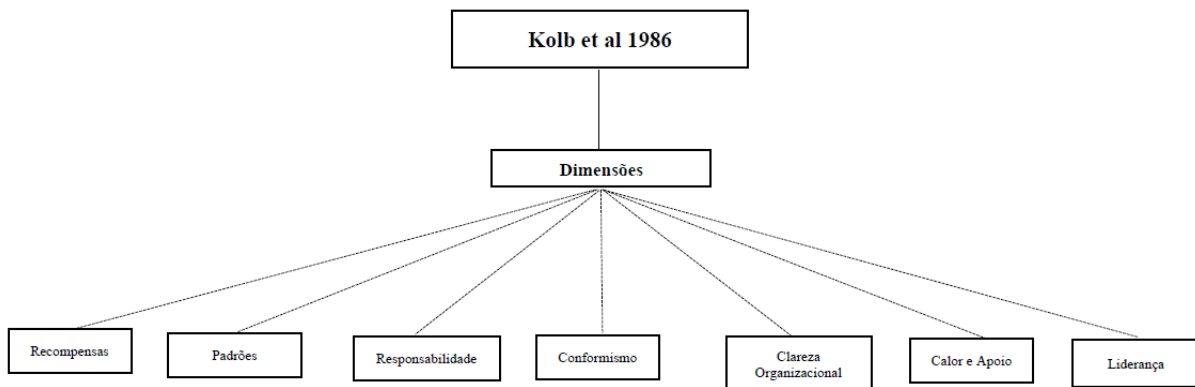 Kolb et al 1986
Dimensões
Recompensas
Padrões
Responsabilidade
Conformismo
Clareza
Organizacional
Calor e Apoio
Liderança